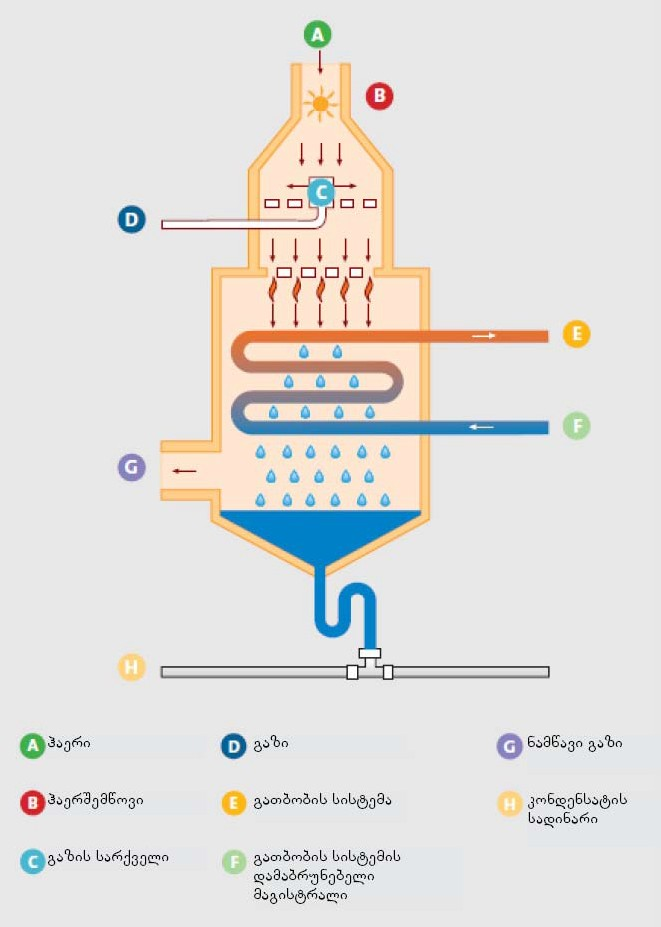 A
B
C
D
E
F
G
H
A ჰაერი
B ჰაერშემწოვი
C გაზის სარქველი
D გაზი
E გათბობის სისტემა
F გათბობის სისტემის
დამაბრუნებელი
მაგისტრალი
G ნამწავი გაზი
H კონდენსატის
სადინარი